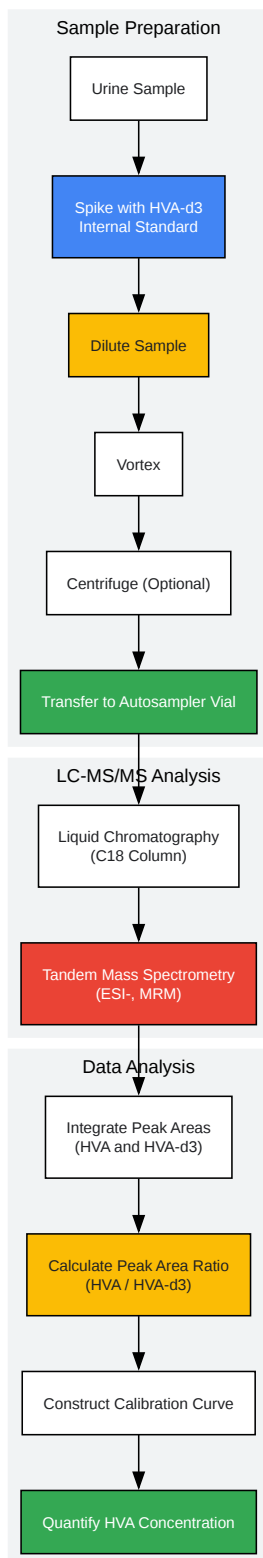 Sample Preparation
Urine Sample
Spike with HVA-d3
Internal Standard
Dilute Sample
Vortex
Centrifuge (Optional)
Transfer to Autosampler Vial
LC-MS/MS Analysis
Liquid Chromatography
(C18 Column)
Tandem Mass Spectrometry
(ESI-, MRM)
Data Analysis
Integrate Peak Areas
(HVA and HVA-d3)
Calculate Peak Area Ratio
(HVA / HVA-d3)
Construct Calibration Curve
Quantify HVA Concentration